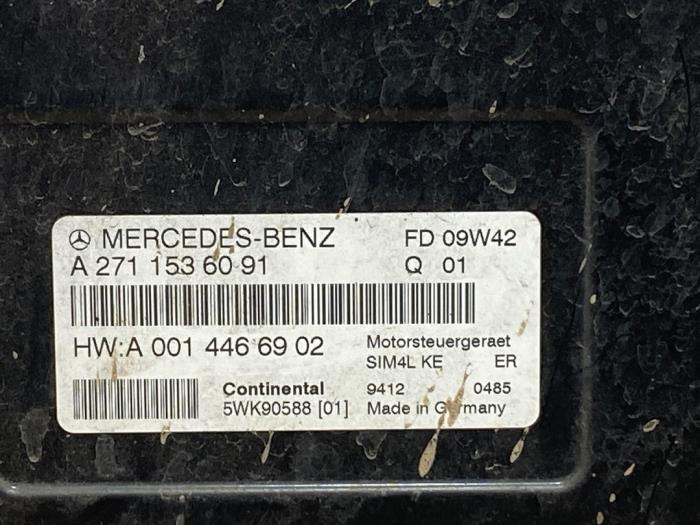 MERCEDES-BENZ FD 09W42
A 271 153 60 91 Q 01
HW:A 001 446 69 02 Motorsteuergeraet
SIM4L KE ER
Continental 9412 0485
5WK90588 [01] Made in Germany